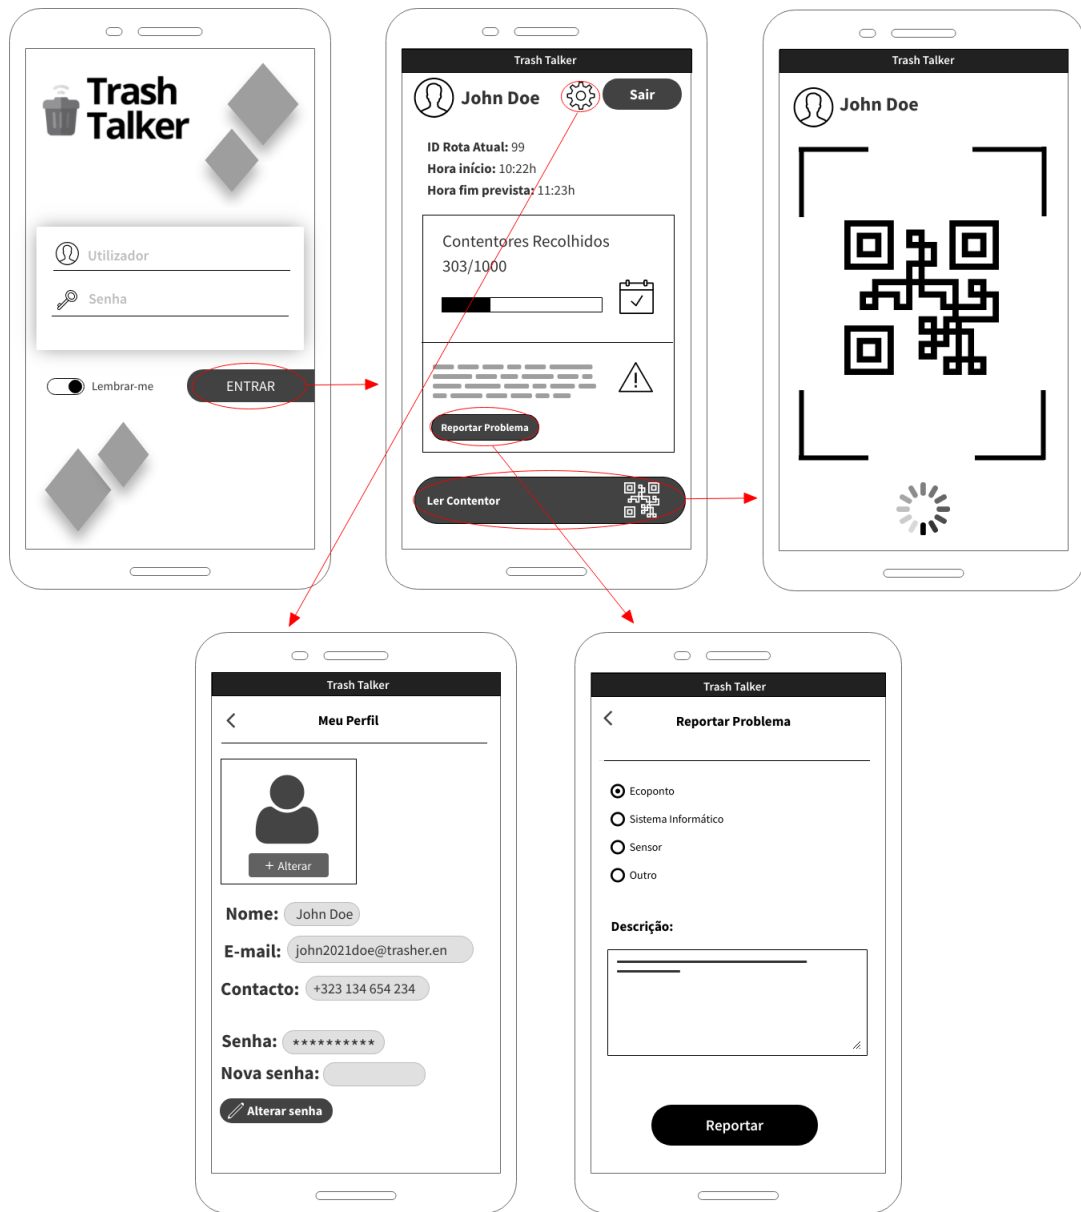 Trash
Talker
Utilizador
Senha
Lembrar-me
ENTRAR
Trash Talker
John Doe
Sair
ID Rota Atual: 99
Hora início: 10:22h
Hora fim prevista: 11:23h
Contentores Recolhidos
303/1000
Reportar Problema
Ler Contentor
Trash Talker
John Doe
Trash Talker
Meu Perfil
+ Alterar
Nome: John Doe
E-mail: john2021doe@trasher.en
Contacto: +323 134 654 234
Senha: **********
Nova senha:
Alterar senha
Trash Talker
Reportar Problema
Ecoponto
Sistema Informático
Sensor
Outro
Descrição:
Reportar